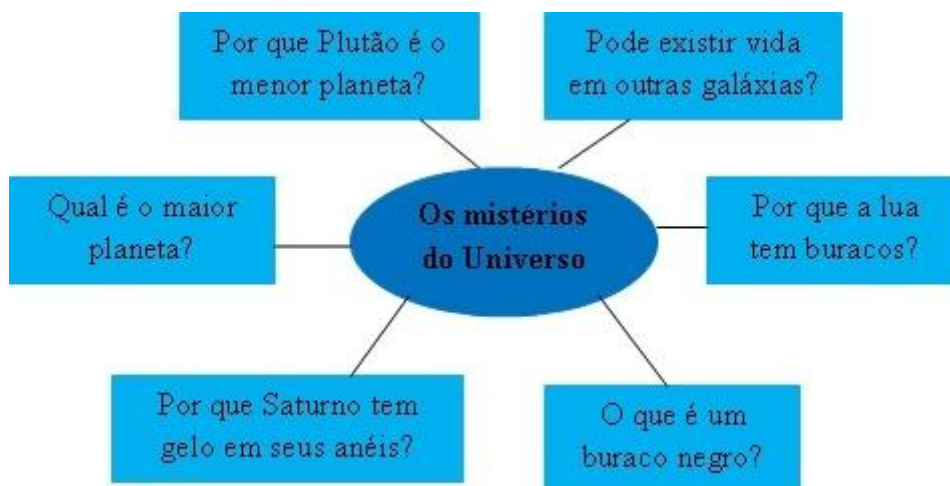 Por que Plutão é o
menor planeta?
Pode existir vida
em outras galáxias?
Qual é o maior
planeta?
Os mistérios
do Universo
Por que a lua
tem buracos?
Por que Saturno tem
gelo em seus anéis?
O que é um
buraco negro?